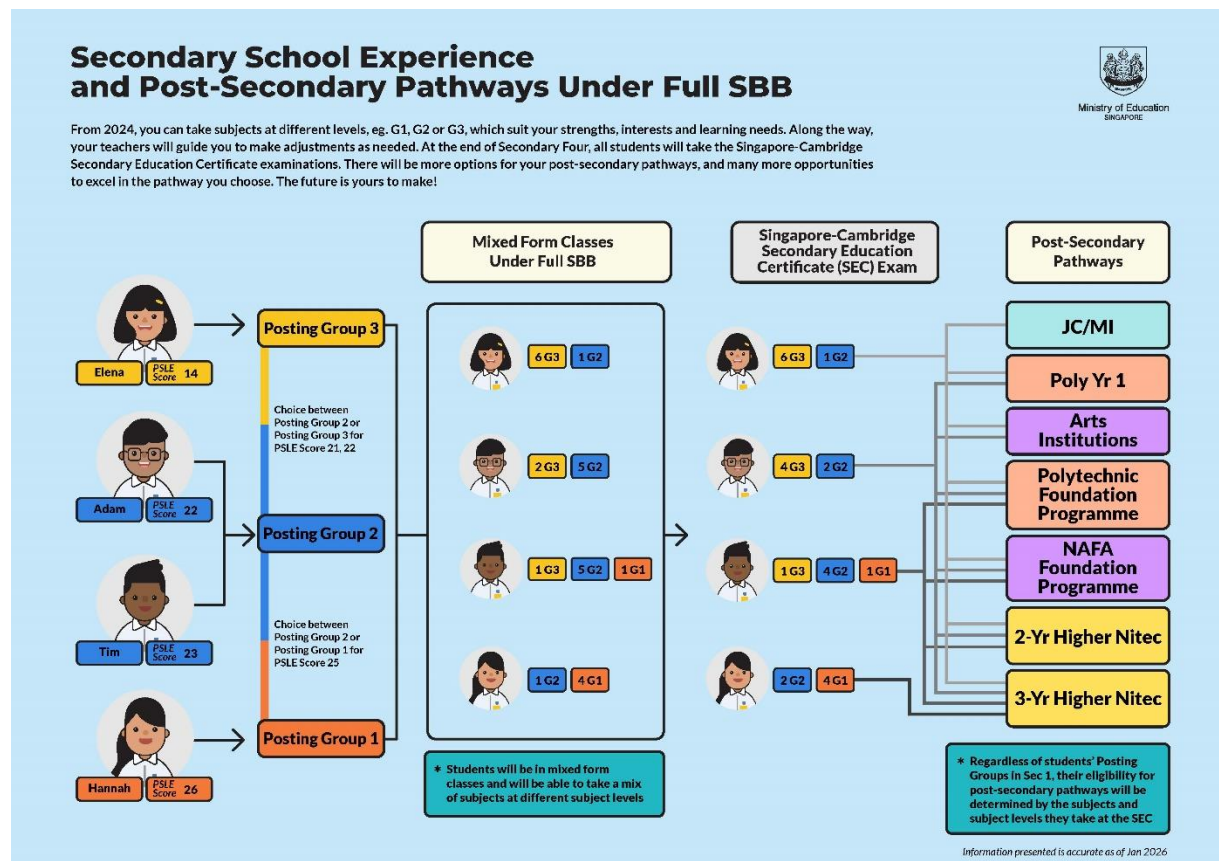 Secondary School Experience
and Post-Secondary Pathways Under Full SBB
Ministry of Education
SINGAPORE
From 2024, you can take subjects at different levels, eg. G1, G2 or G3, which suit your strengths, interests and learning needs. Along the way,
your teachers will guide you to make adjustments as needed. At the end of Secondary Four, all students will take the Singapore-Cambridge
Secondary Education Certificate examinations. There will be more options for your post-secondary pathways, and many more opportunities
to excel in the pathway you choose. The future is yours to make!
Mixed Form Classes
Under Full SBB
Singapore-Cambridge
Secondary Education
Certificate (SEC) Exam
Post-Secondary
Pathways
Elena
PSLE
Score 14
Adam
PSLE
Score 22
Tim
PSLE
Score 23
Hannah
PSLE
Score 26
Posting Group 3
Choice between
Posting Group 2 or
Posting Group 3 for
PSLE Score 21, 22
Posting Group 2
Choice between
Posting Group 2 or
Posting Group 1 for
PSLE Score 25
Posting Group 1
6 G3 1 G2
2 G3 5 G2
1 G3 5 G2 1 G1
1 G2 4 G1
* Students will be in mixed form
classes and will be able to take a mix
of subjects at different subject levels
6 G3 1 G2
4 G3 2 G2
1 G3 4 G2 1 G1
2 G2 4 G1
JC/MI
Poly Yr 1
Arts
Institutions
Polytechnic
Foundation
Programme
NAFA
Foundation
Programme
2-Yr Higher Nitec
3-Yr Higher Nitec
* Regardless of students' Posting
Groups in Sec 1, their eligibility for
post-secondary pathways will be
determined by the subjects and
subject levels they take at the SEC
Information presented is accurate as of Jan 2026